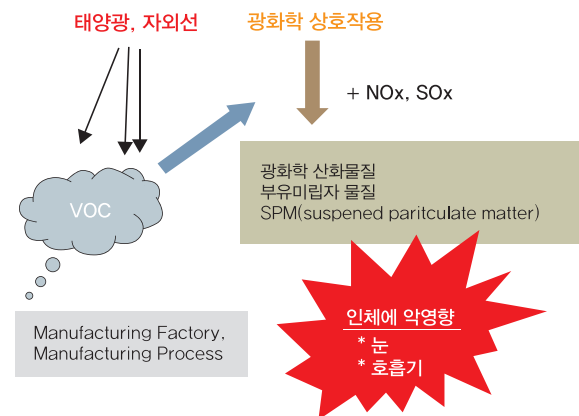 태양광, 자외선
광화학 상호작용
+ NOx, SOx
VOC
광화학 산화물질
부유미립자 물질
SPM(suspened paritculate matter)
인체에 악영향
* 눈
* 호흡기
Manufacturing Factory,
Manufacturing Process